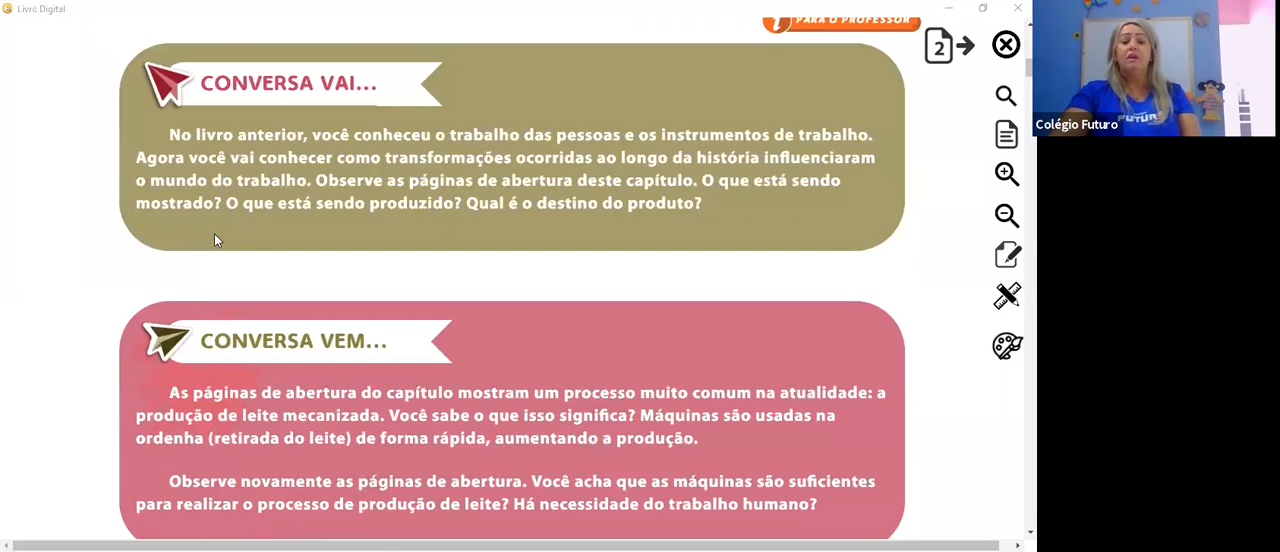 Livro Digital
PARA O PROFESSOR
2
CONVERSA VAI...
No livro anterior, você conheceu o trabalho das pessoas e os instrumentos de trabalho.
Agora você vai conhecer como transformações ocorridas ao longo da história influenciaram
o mundo do trabalho. Observe as páginas de abertura deste capítulo. O que está sendo
mostrado? O que está sendo produzido? Qual é o destino do produto?
CONVERSA VEM...
As páginas de abertura do capítulo mostram um processo muito comum na atualidade: a
produção de leite mecanizada. Você sabe o que isso significa? Máquinas são usadas na
ordenha (retirada do leite) de forma rápida, aumentando a produção.
Observe novamente as páginas de abertura. Você acha que as máquinas são suficientes
para realizar o processo de produção de leite? Há necessidade do trabalho humano?
FUTURO
Colégio Futuro